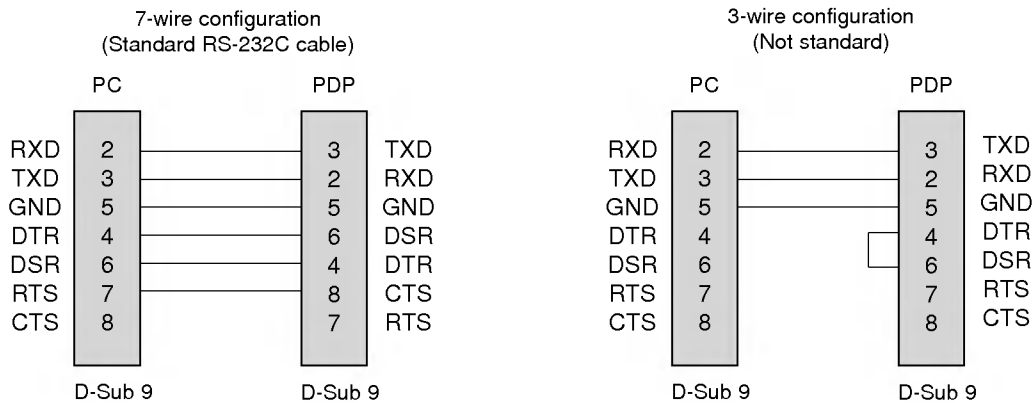 7-wire configuration
(Standard RS-232C cable)
PC PDP
RXD 2 3 TXD
TXD 3 2 RXD
GND 5 5 GND
DTR 4 6 DSR
DSR 6 4 DTR
RTS 7 8 CTS
CTS 8 7 RTS
D-Sub 9 D-Sub 9
3-wire configuration
(Not standard)
PC PDP
RXD 2 3 TXD
TXD 3 2 RXD
GND 5 5 GND
DTR 4 4 DTR
DSR 6 6 DSR
RTS 7 7 RTS
CTS 8 8 CTS
D-Sub 9 D-Sub 9